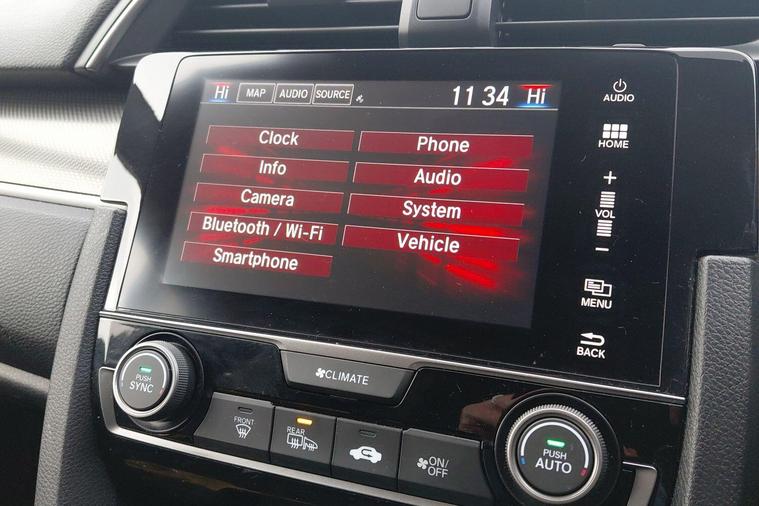 Hi MAP AUDIO SOURCE 11 34 Hi
Clock
Phone
Info
Audio
Camera
System
Bluetooth / Wi-Fi
Vehicle
Smartphone
AUDIO
HOME
+
VOL
−
MENU
BACK
CLIMATE
PUSH
SYNC
FRONT
REAR
ON/
OFF
PUSH
AUTO